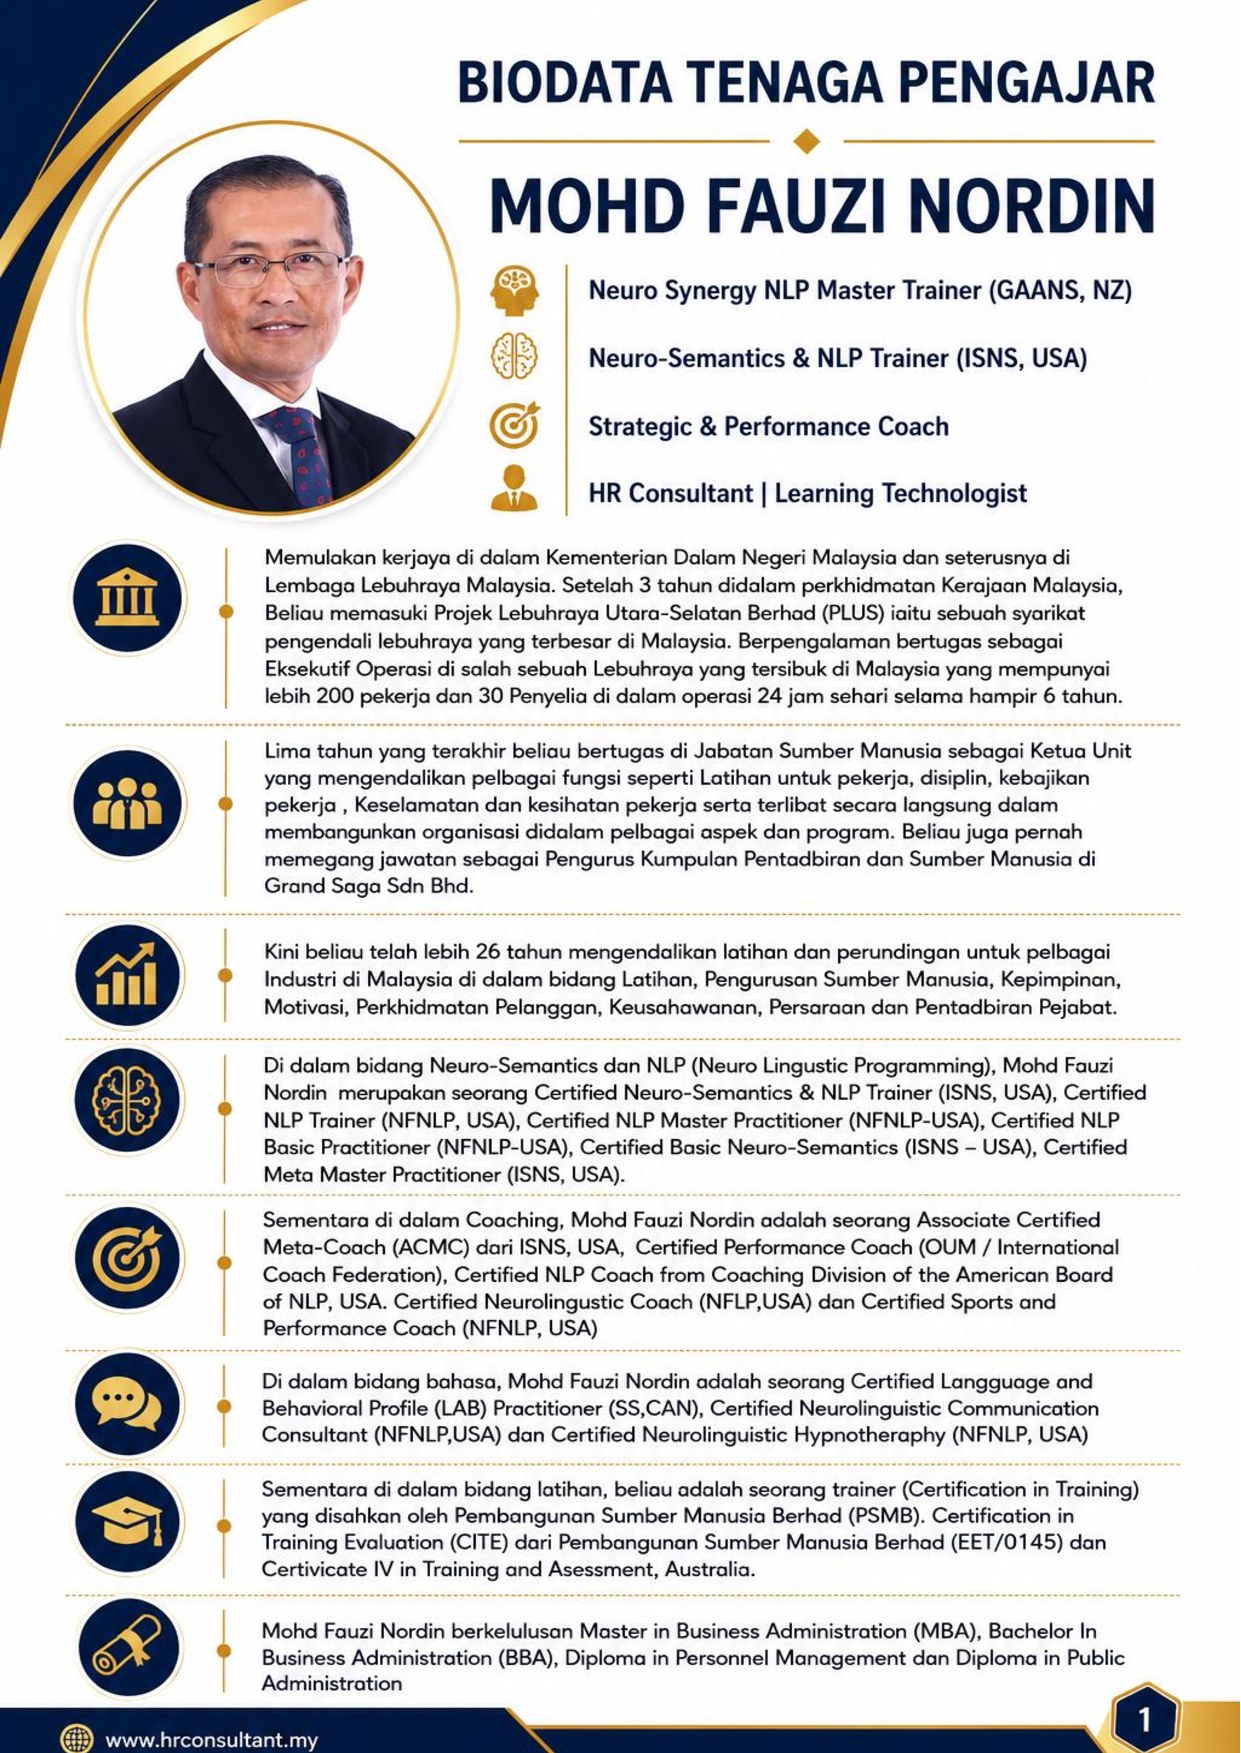 BIODATA TENAGA PENGAJAR
MOHD FAUZI NORDIN
Neuro Synergy NLP Master Trainer (GAANS, NZ)
Neuro-Semantics & NLP Trainer (ISNS, USA)
Strategic & Performance Coach
HR Consultant | Learning Technologist
Memulakan kerjaya di dalam Kementerian Dalam Negeri Malaysia dan seterusnya di
Lembaga Lebuhraya Malaysia. Setelah 3 tahun didalam perkhidmatan Kerajaan Malaysia,
Beliau memasuki Projek Lebuhraya Utara-Selatan Berhad (PLUS) iaitu sebuah syarikat
pengendali lebuhraya yang terbesar di Malaysia. Berpengalaman bertugas sebagai
Eksekutif Operasi di salah sebuah Lebuhraya yang tersibuk di Malaysia yang mempunyai
lebih 200 pekerja dan 30 Penyelia di dalam operasi 24 jam sehari selama hampir 6 tahun.
Lima tahun yang terakhir beliau bertugas di Jabatan Sumber Manusia sebagai Ketua Unit
yang mengendalikan pelbagai fungsi seperti Latihan untuk pekerja, disiplin, kebajikan
pekerja , Keselamatan dan kesihatan pekerja serta terlibat secara langsung dalam
membangunkan organisasi didalam pelbagai aspek dan program. Beliau juga pernah
memegang jawatan sebagai Pengurus Kumpulan Pentadbiran dan Sumber Manusia di
Grand Saga Sdn Bhd.
Kini beliau telah lebih 26 tahun mengendalikan latihan dan perundingan untuk pelbagai
Industri di Malaysia di dalam bidang Latihan, Pengurusan Sumber Manusia, Kepimpinan,
Motivasi, Perkhidmatan Pelanggan, Keusahawanan, Persaraan dan Pentadbiran Pejabat.
Di dalam bidang Neuro-Semantics dan NLP (Neuro Lingustic Programming), Mohd Fauzi
Nordin merupakan seorang Certified Neuro-Semantics & NLP Trainer (ISNS, USA), Certified
NLP Trainer (NFNLP, USA), Certified NLP Master Practitioner (NFNLP-USA), Certified NLP
Basic Practitioner (NFNLP-USA), Certified Basic Neuro-Semantics (ISNS – USA), Certified
Meta Master Practitioner (ISNS, USA).
Sementara di dalam Coaching, Mohd Fauzi Nordin adalah seorang Associate Certified
Meta-Coach (ACMC) dari ISNS, USA, Certified Performance Coach (OUM / International
Coach Federation), Certified NLP Coach from Coaching Division of the American Board
of NLP, USA. Certified Neurolingustic Coach (NFLP,USA) dan Certified Sports and
Performance Coach (NFNLP, USA)
Di dalam bidang bahasa, Mohd Fauzi Nordin adalah seorang Certified Langguage and
Behavioral Profile (LAB) Practitioner (SS,CAN), Certified Neurolinguistic Communication
Consultant (NFNLP,USA) dan Certified Neurolinguistic Hypnotheraphy (NFNLP, USA)
Sementara di dalam bidang latihan, beliau adalah seorang trainer (Certification in Training)
yang disahkan oleh Pembangunan Sumber Manusia Berhad (PSMB). Certification in
Training Evaluation (CITE) dari Pembangunan Sumber Manusia Berhad (EET/0145) dan
Certivicate IV in Training and Asessment, Australia.
Mohd Fauzi Nordin berkelulusan Master in Business Administration (MBA), Bachelor In
Business Administration (BBA), Diploma in Personnel Management dan Diploma in Public
Administration
www.hrconsultant.my
1